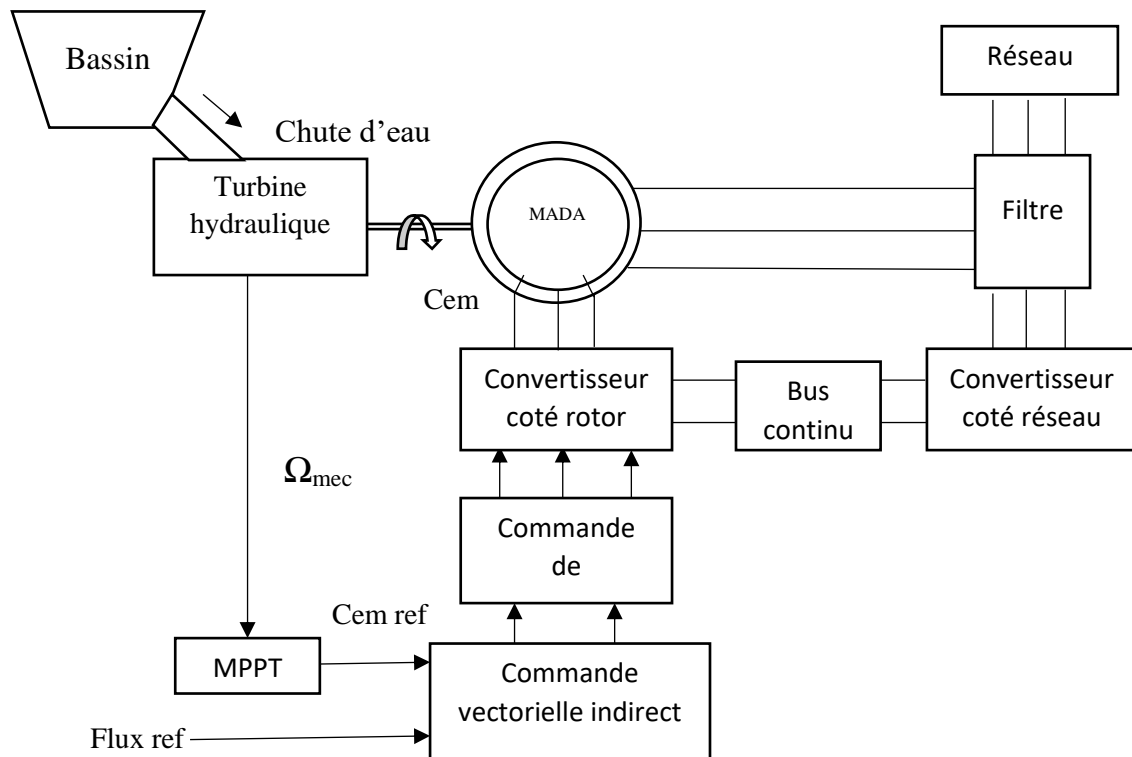 Bassin
Réseau
Chute d'eau
Turbine
hydraulique
MADA
Filtre
Cem
Convertisseur
coté rotor
Bus
continu
Convertisseur
coté réseau
Ωmec
Commande
de
Cem ref
MPPT
Commande
vectorielle indirect
Flux ref